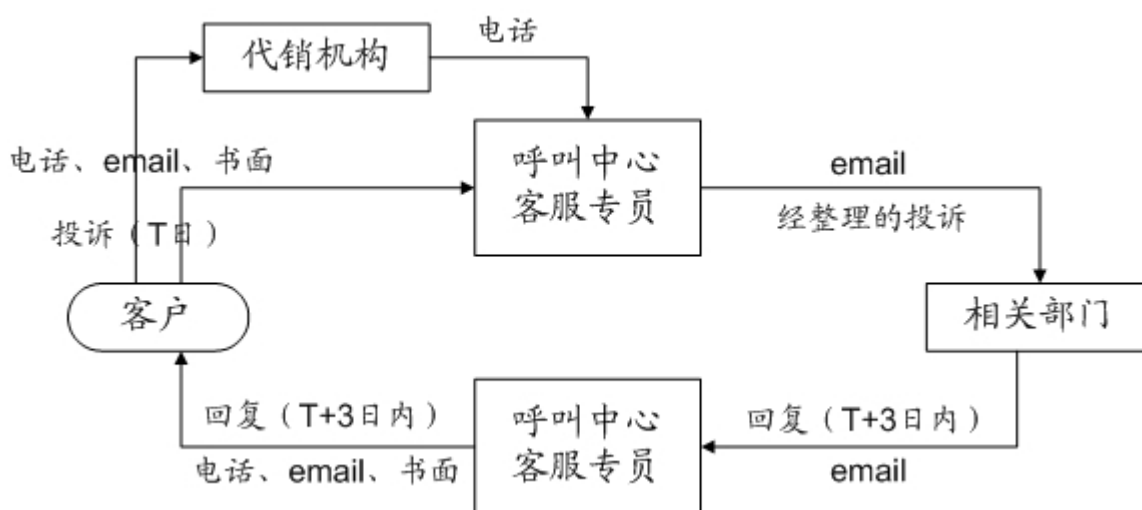 代销机构
电话
呼叫中心
客服专员
电话、email、书面
投诉（T日）
email
经整理的投诉
客户
相关部门
回复（T+3日内）
电话、email、书面
呼叫中心
客服专员
回复（T+3日内）
email